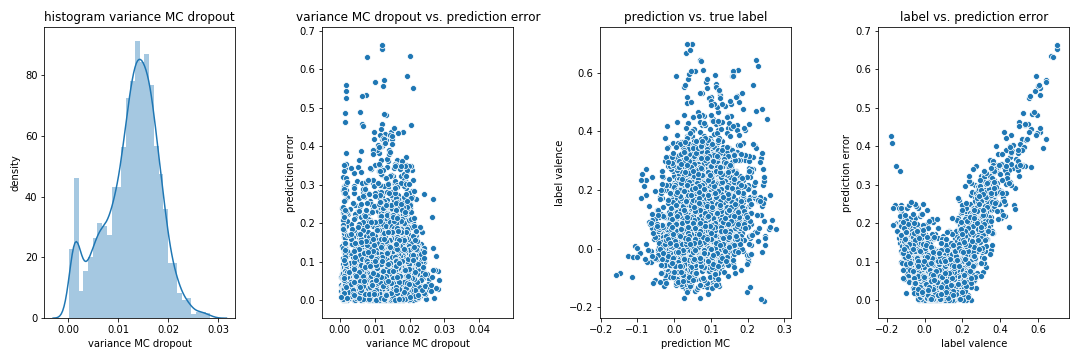 histogram variance MC dropout
density
80
60
40
20
0
0.00 0.01 0.02 0.03
variance MC dropout
variance MC dropout vs. prediction error
prediction error
0.7
0.6
0.5
0.4
0.3
0.2
0.1
0.0
0.00 0.01 0.02 0.03 0.04
variance MC dropout
prediction vs. true label
label valence
0.6
0.4
0.2
0.0
−0.2
−0.2 −0.1 0.0 0.1 0.2 0.3
prediction MC
label vs. prediction error
prediction error
0.7
0.6
0.5
0.4
0.3
0.2
0.1
0.0
−0.2 0.0 0.2 0.4 0.6
label valence